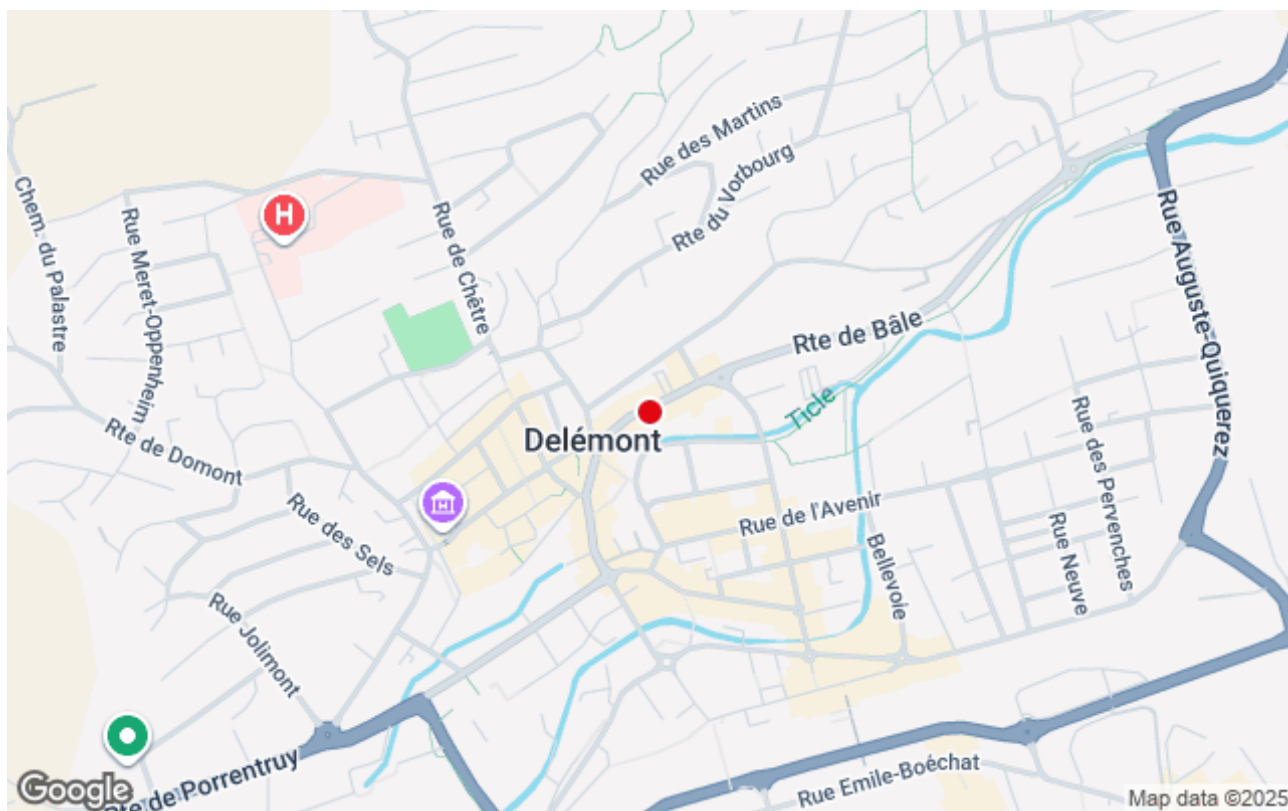 Rue des Martins
Rte du Vorbourg
Chem. du Palastre
Rue Meret-Oppenheim
H
Rue de Chêtre
Rue Auguste-Quiquerez
Rte de Bâle
Ticle
Delémont
Rte de Domont
Rue des Sels
Rue Jolimont
H
Rue de l'Avenir
Bellevoie
Rue Neuve
Rue des Pervenches
Rte de Porrentruy
Rue Emile-Boéchat
Google
Map data ©2025